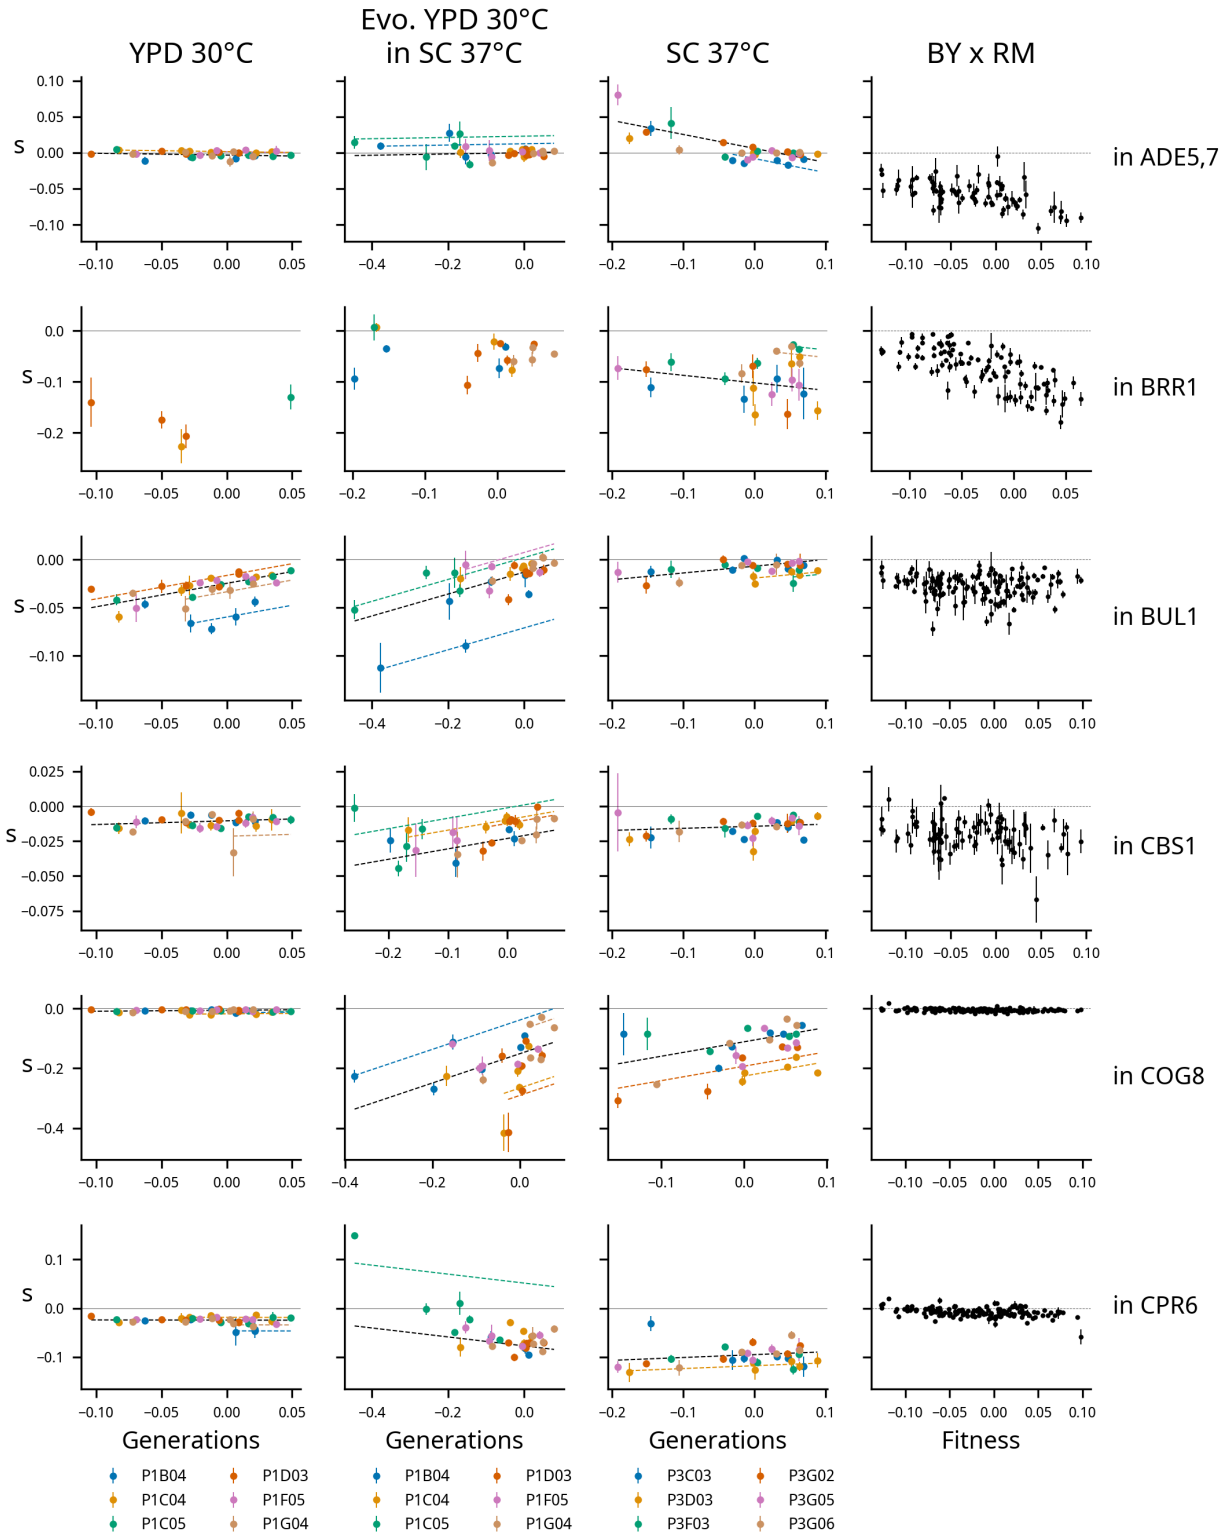 YPD 30°C
Evo. YPD 30°C
in SC 37°C
SC 37°C
BY x RM
0.10
0.05
0.00
−0.05
−0.10
s
−0.10 −0.05 0.00 0.05
−0.4 −0.2 0.0
−0.2 −0.1 0.0 0.1
−0.10 −0.05 0.00 0.05 0.10
in ADE5,7
0.0
−0.1
−0.2
s
−0.10 −0.05 0.00 0.05
−0.2 −0.1 0.0
−0.2 −0.1 0.0 0.1
−0.10 −0.05 0.00 0.05
in BRR1
0.00
−0.05
−0.10
s
−0.10 −0.05 0.00 0.05
−0.4 −0.2 0.0
−0.2 −0.1 0.0 0.1
−0.10 −0.05 0.00 0.05 0.10
in BUL1
0.025
0.000
−0.025
−0.050
−0.075
s
−0.10 −0.05 0.00 0.05
−0.2 −0.1 0.0
−0.2 −0.1 0.0 0.1
−0.10 −0.05 0.00 0.05 0.10
in CBS1
0.0
−0.2
−0.4
s
−0.10 −0.05 0.00 0.05
−0.4 −0.2 0.0
−0.1 0.0 0.1
−0.10 −0.05 0.00 0.05 0.10
in COG8
0.1
0.0
−0.1
s
−0.10 −0.05 0.00 0.05
−0.4 −0.2 0.0
−0.2 −0.1 0.0 0.1
−0.10 −0.05 0.00 0.05 0.10
in CPR6
Generations
Generations
Generations
Fitness
P1B04 P1D03
P1C04 P1F05
P1C05 P1G04
P1B04 P1D03
P1C04 P1F05
P1C05 P1G04
P3C03 P3G02
P3D03 P3G05
P3F03 P3G06